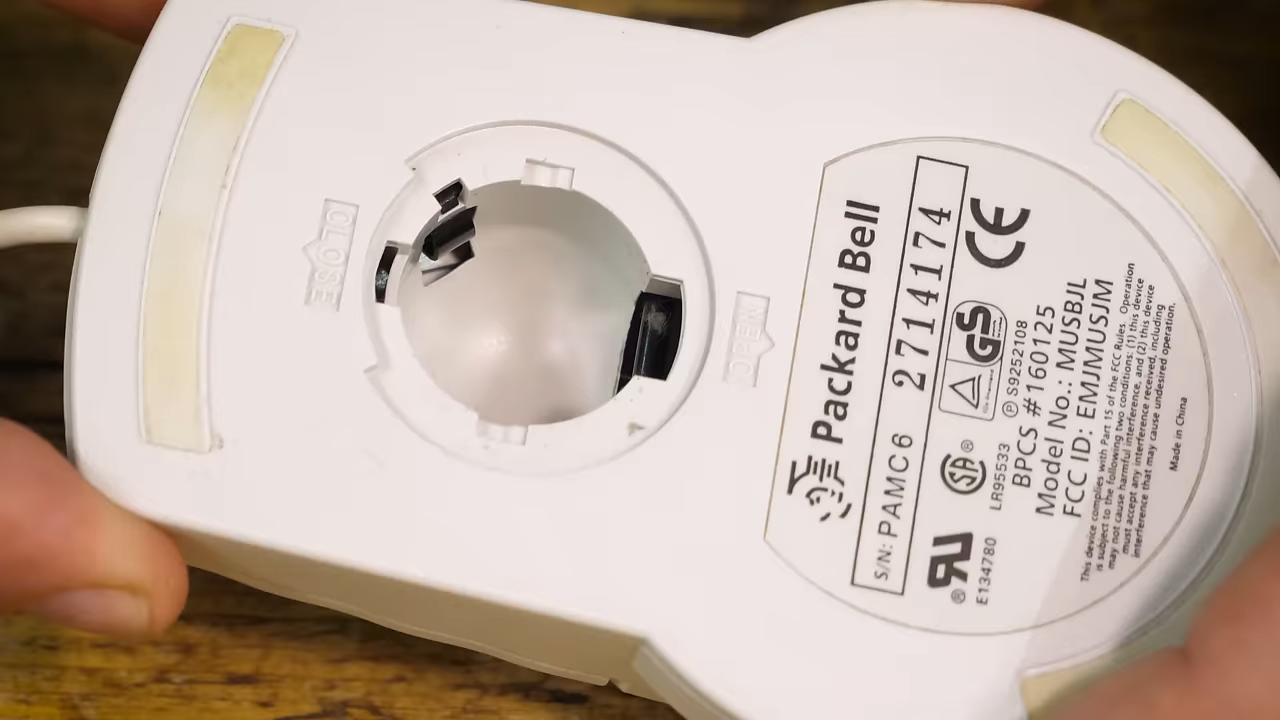 CLOSE
OPEN
Packard Bell
S/N: PAMC6 2714174
CE
UR ® E134780
SA ® LR95533
GS
Ⓟ S9252108
BPCS #160125
Model No.: MUSBJL
FCC ID: EMJMUSJM
This device complies with Part 15 of the FCC Rules. Operation
is subject to the following two conditions: (1) this device
may not cause harmful interference, and (2) this device
must accept any interference received, including
interference that may cause undesired operation.
Made in China